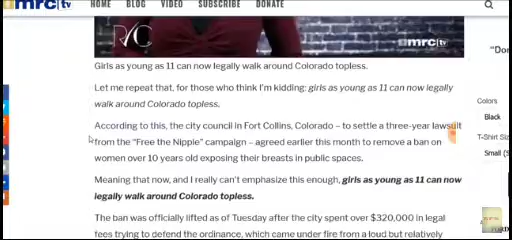 mrc|tv HOME BLOG VIDEO SUBSCRIBE DONATE
mrc|tv
"Don
Girls as young as 11 can now legally walk around Colorado topless.
Let me repeat that, for those who think I'm kidding: girls as young as 11 can now legally
walk around Colorado topless.
Colors
Black
According to this, the city council in Fort Collins, Colorado – to settle a three-year lawsuit
T-Shirt Siz
from the "Free the Nipple" campaign – agreed earlier this month to remove a ban on
Small (S
women over 10 years old exposing their breasts in public spaces.
Meaning that now, and I really can't emphasize this enough, girls as young as 11 can now
legally walk around Colorado topless.
The ban was officially lifted as of Tuesday after the city spent over $320,000 in legal
fees trying to defend the ordinance, which came under fire from a loud but relatively